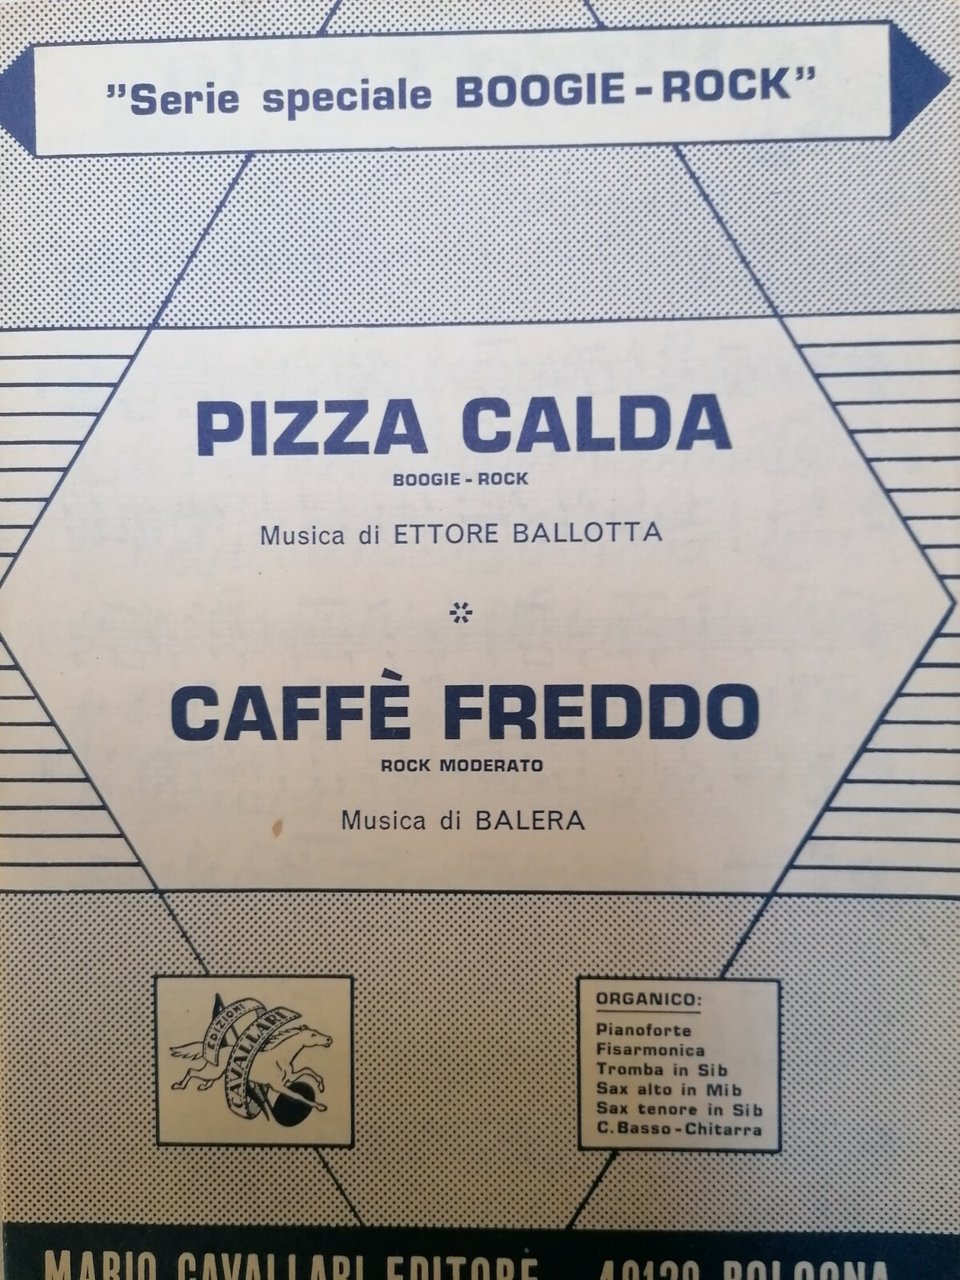 "Serie speciale BOOGIE-ROCK"
PIZZA CALDA
BOOGIE-ROCK
Musica di ETTORE BALLOTTA
CAFFÈ FREDDO
ROCK MODERATO
Musica di BALERA
EDIZIONI
CAVALLARI
ORGANICO:
Pianoforte
Fisarmonica
Tromba in Sib
Sax alto in Mib
Sax tenore in Sib
C.Basso-Chitarra
MARIO CAVALLARI EDITORE 40129 BOLOGNA